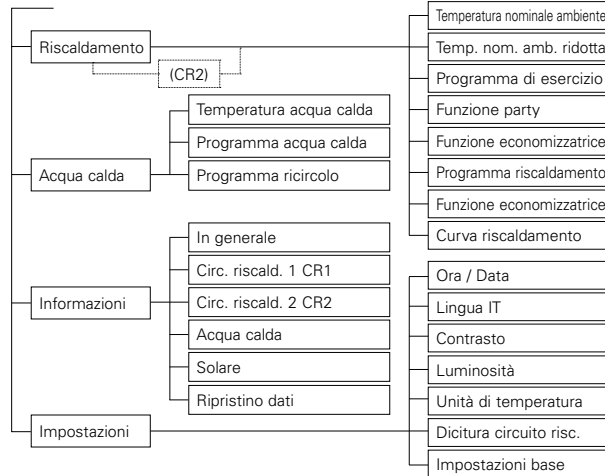 Riscaldamento
(CR2)
Temperatura nominale ambiente
Temp. nom. amb. ridotta
Programma di esercizio
Funzione party
Funzione economizzatrice
Programma riscaldamento
Funzione economizzatrice
Curva riscaldamento
Acqua calda
Temperatura acqua calda
Programma acqua calda
Programma ricircolo
Informazioni
In generale
Circ. riscald. 1 CR1
Circ. riscald. 2 CR2
Acqua calda
Solare
Ripristino dati
Impostazioni
Ora / Data
Lingua IT
Contrasto
Luminosità
Unità di temperatura
Dicitura circuito risc.
Impostazioni base